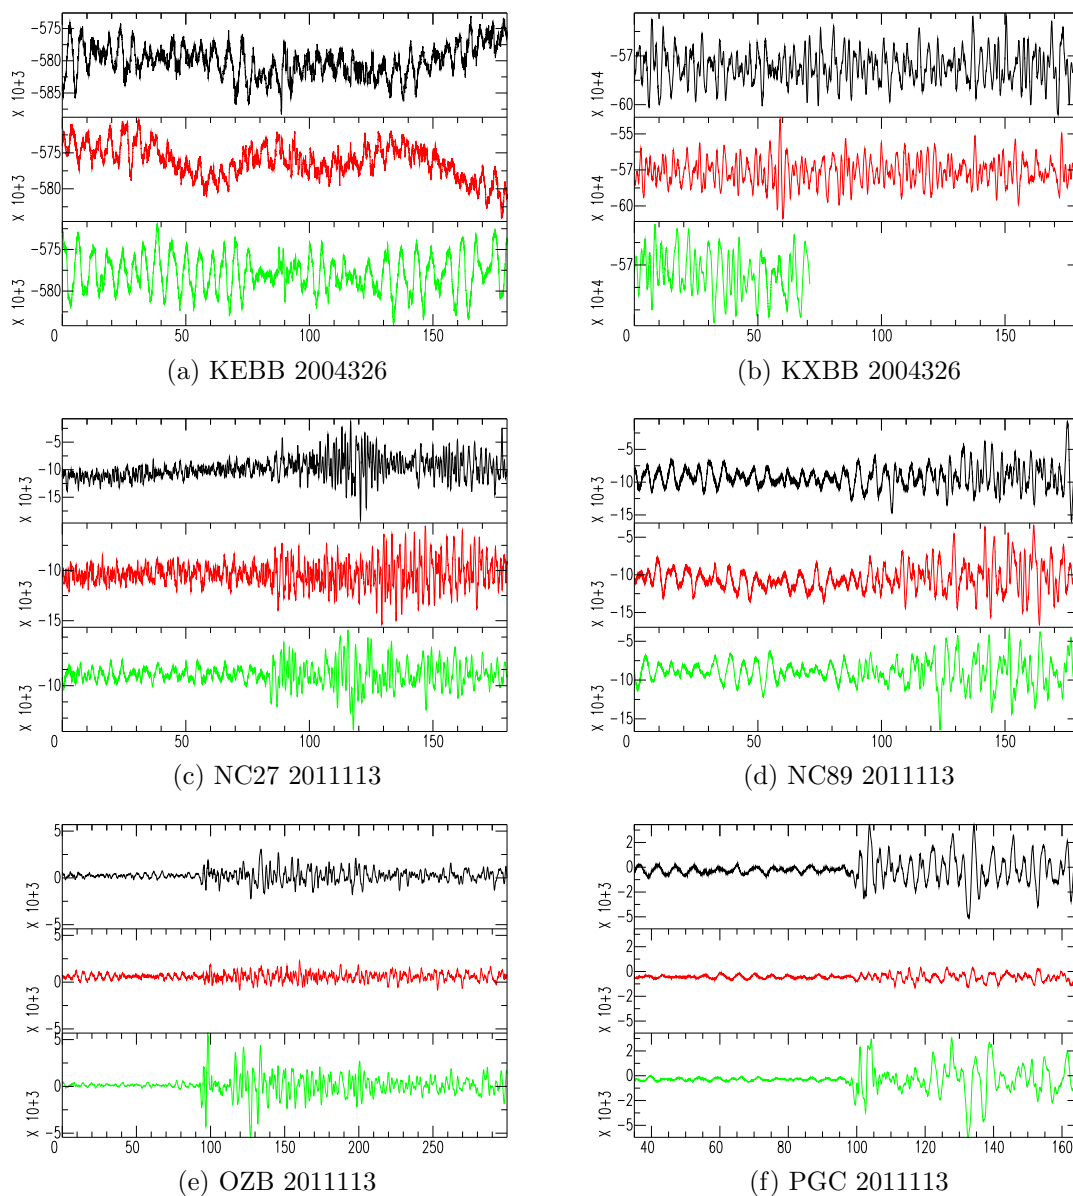 -575
-580
-585
X 10+3
-575
-580
X 10+3
-575
-580
X 10+3
0 50 100 150
(a) KEBB 2004326
-57
-60
X 10+4
-55
-57
-60
X 10+4
-57
X 10+4
0 50 100 150
(b) KXBB 2004326
-5
-10
-15
X 10+3
-10
-15
X 10+3
-10
X 10+3
0 50 100 150
(c) NC27 2011113
-5
-10
-15
X 10+3
-5
-10
-15
X 10+3
-5
-10
-15
X 10+3
0 50 100 150
(d) NC89 2011113
5
0
-5
X 10+3
5
0
-5
X 10+3
5
0
-5
X 10+3
0 50 100 150 200 250
(e) OZB 2011113
2
0
-2
-5
X 10+3
2
0
-2
-5
X 10+3
2
0
-2
-5
X 10+3
40 60 80 100 120 140 160
(f) PGC 2011113